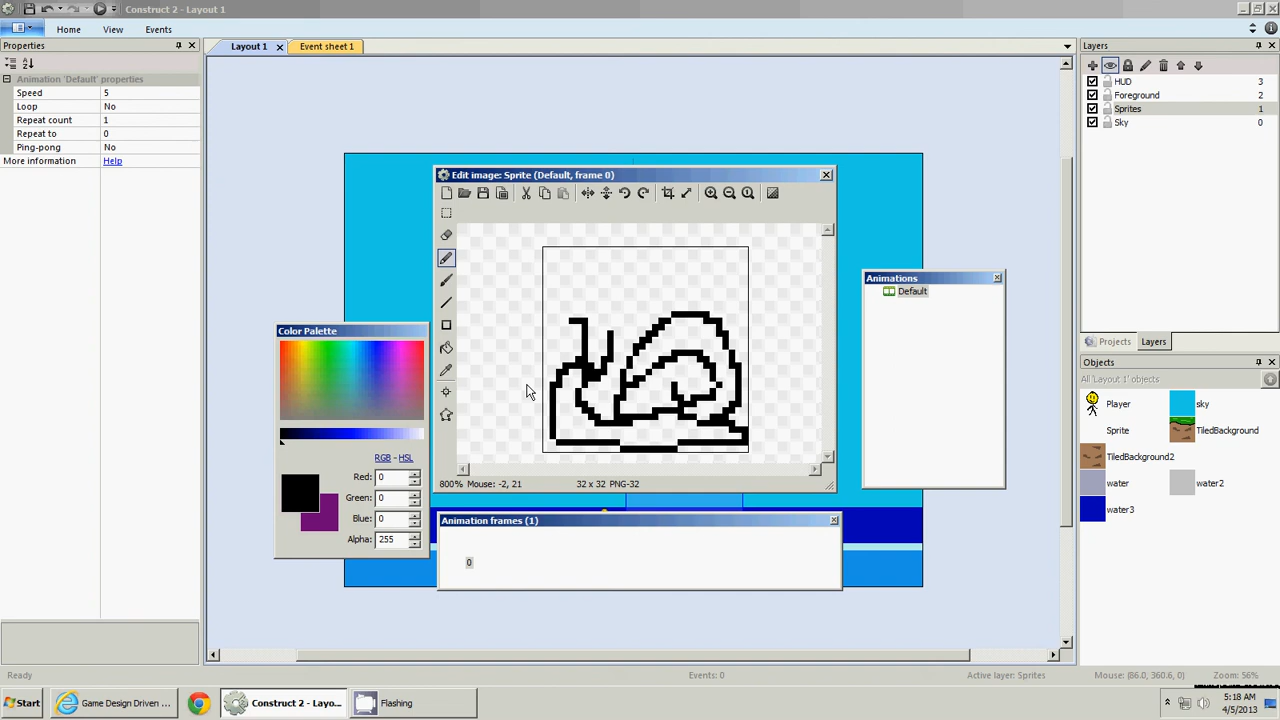 Construct 2 - Layout 1
Home View Events
Properties
Animation 'Default' properties
Speed 5
Loop No
Repeat count 1
Repeat to 0
Ping-pong No
More information Help
Layout 1 Event sheet 1
Edit image: Sprite (Default, frame 0)
800% Mouse: -2, 21 32 x 32 PNG-32
Color Palette
RGB - HSL
Red: 0
Green: 0
Blue: 0
Alpha: 255
Animation frames (1)
0
Animations
Default
Layers
HUD 3
Foreground 2
Sprites 1
Sky 0
Projects Layers
Objects
All 'Layout 1' objects
Player sky
Sprite TiledBackground
TiledBackground2
water water2
water3
Ready Events: 0 Active layer: Sprites Mouse: (86.0, 360.6, 0) Zoom: 56%
Start Game Design Driven ... Construct 2 - Layo... Flashing
5:18 AM
4/5/2013